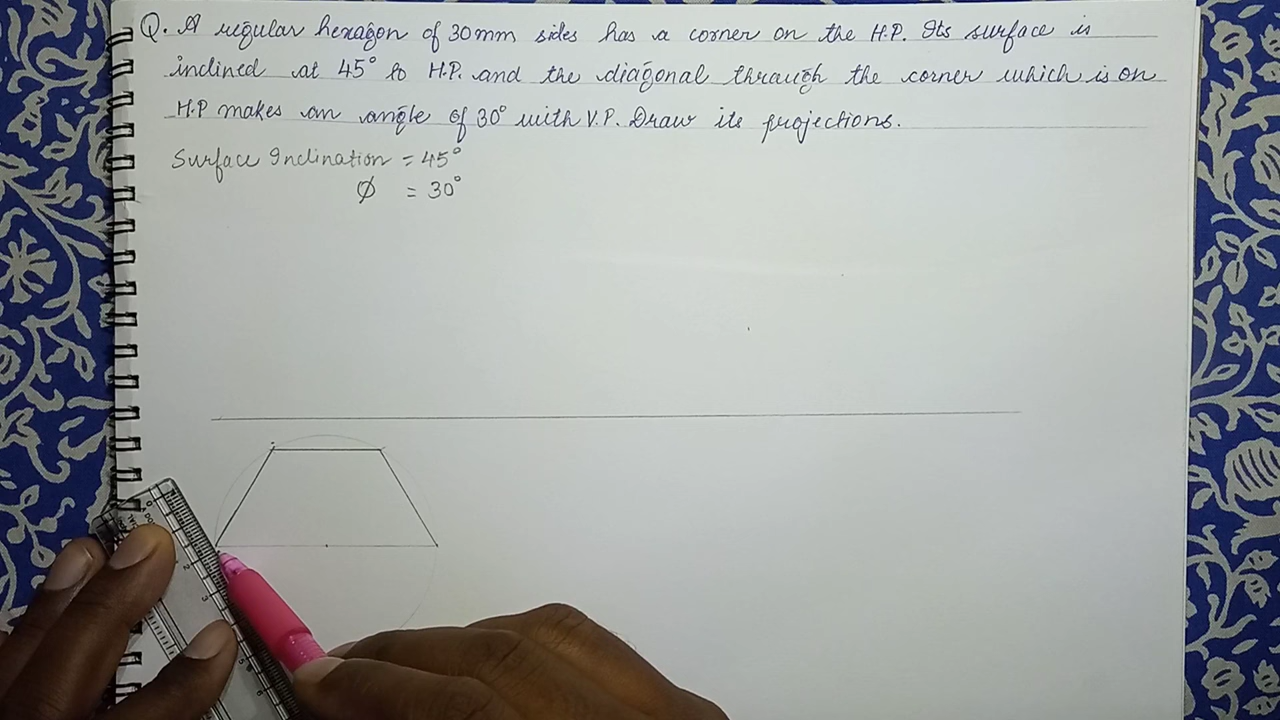 Q. A regular hexagon of 30mm sides has a corner on the H.P. Its surface is
inclined at 45° to H.P. and the diagonal through the corner which is on
H.P makes an angle of 30° with V.P. Draw its projections.
Surface Inclination = 45°
Ø = 30°